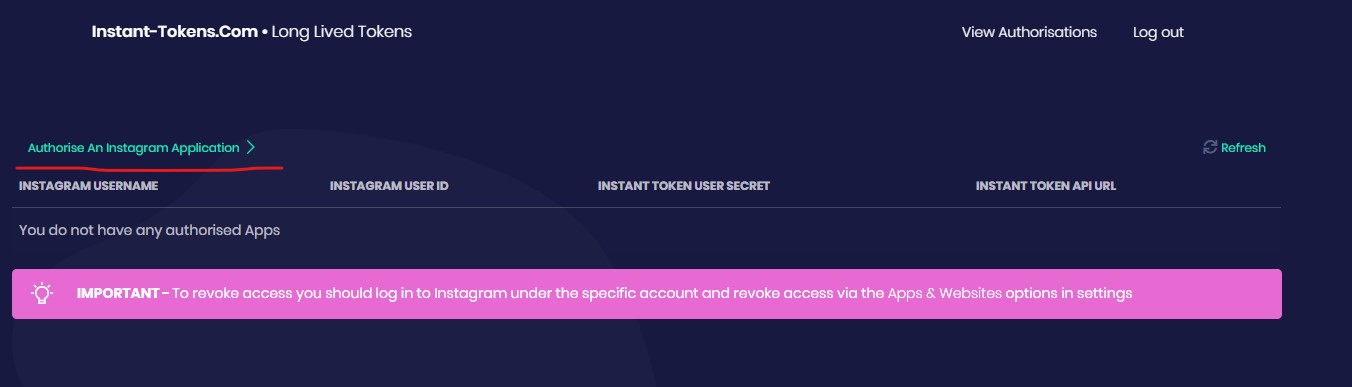 Instant-Tokens.Com • Long Lived Tokens
View Authorisations
Log out
Authorise An Instagram Application
Refresh
INSTAGRAM USERNAME
INSTAGRAM USER ID
INSTANT TOKEN USER SECRET
INSTANT TOKEN API URL
You do not have any authorised Apps
IMPORTANT - To revoke access you should log in to Instagram under the specific account and revoke access via the Apps & Websites options in settings